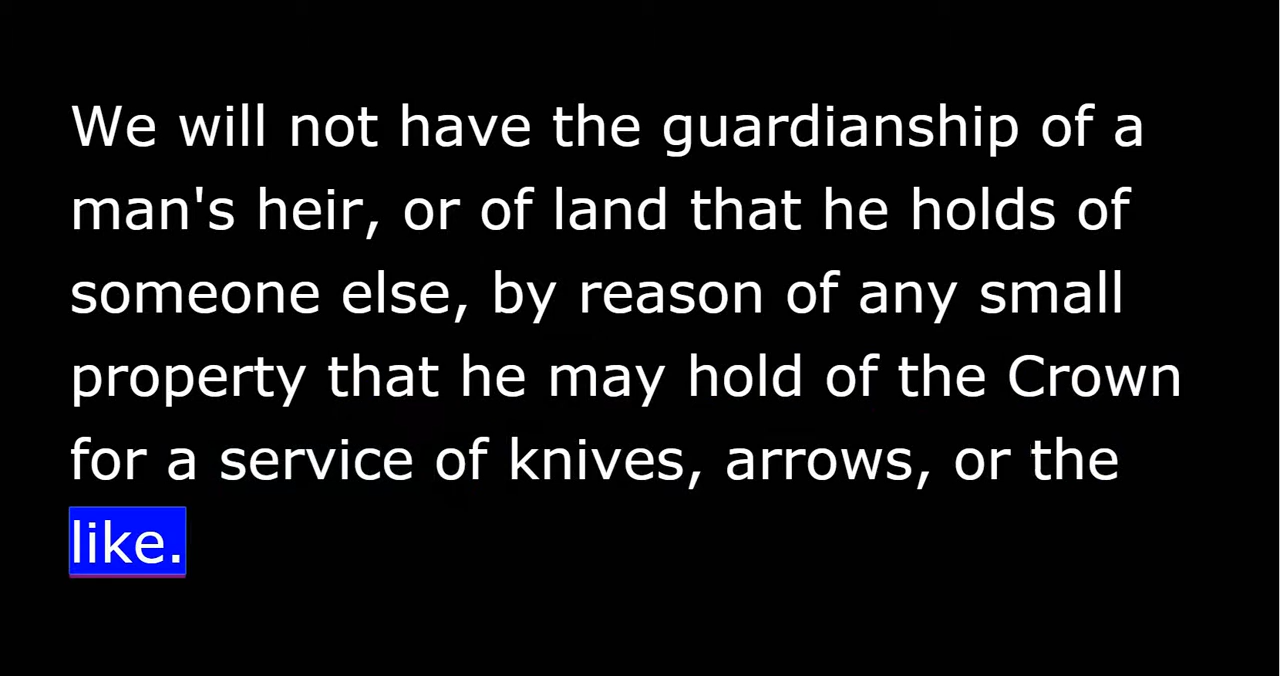 We will not have the guardianship of a
man's heir, or of land that he holds of
someone else, by reason of any small
property that he may hold of the Crown
for a service of knives, arrows, or the
like.